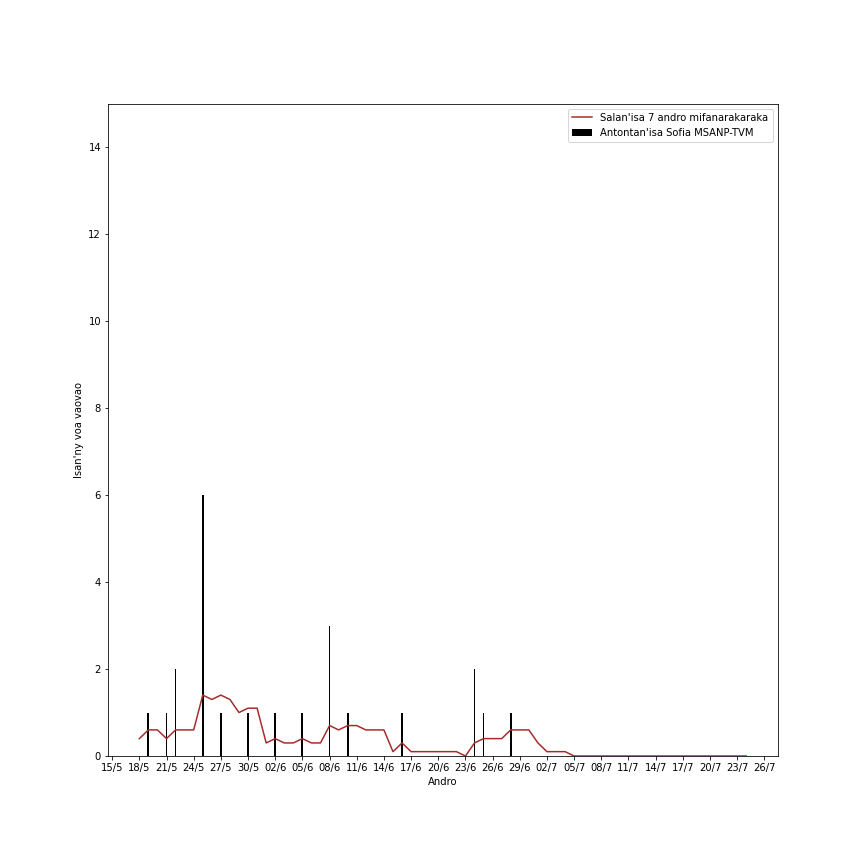 Salan'isa 7 andro mifanarakaraka
Antontan'isa Sofia MSANP-TVM
14
12
10
8
6
4
2
0
Isan'ny voa vaovao
15/5 18/5 21/5 24/5 27/5 30/5 02/6 05/6 08/6 11/6 14/6 17/6 20/6 23/6 26/6 29/6 02/7 05/7 08/7 11/7 14/7 17/7 20/7 23/7 26/7
Andro